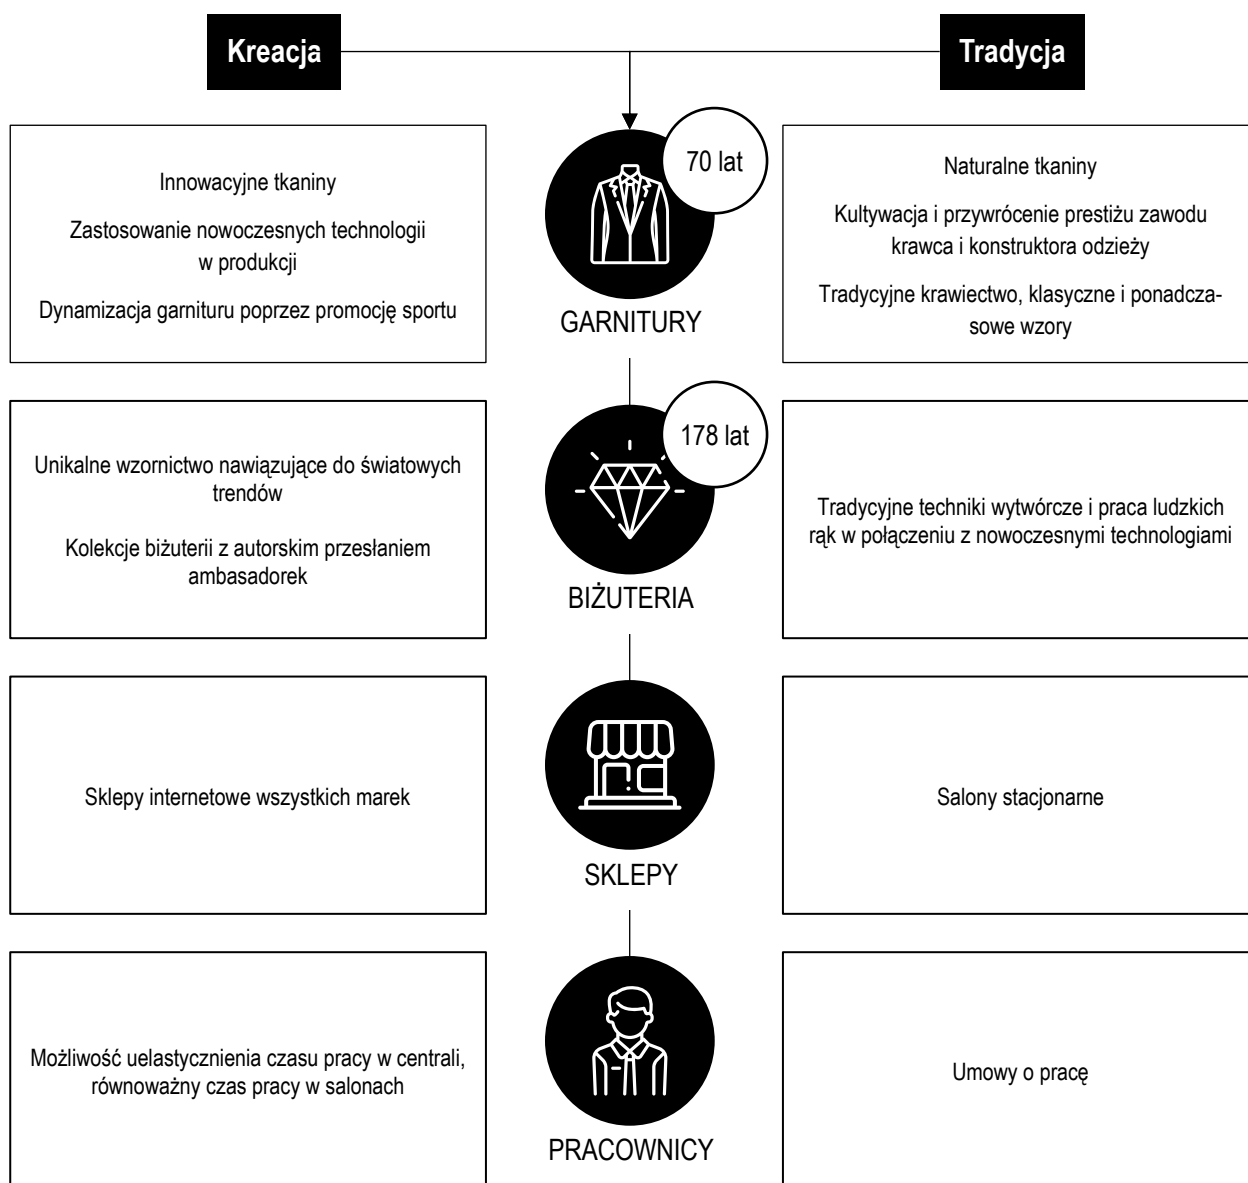 Kreacja
Tradycja
Innowacyjne tkaniny
Zastosowanie nowoczesnych technologii
w produkcji
Dynamizacja garnituru poprzez promocję sportu
70 lat
GARNITURY
Naturalne tkaniny
Kultywacja i przywrócenie prestiżu zawodu
krawca i konstruktora odzieży
Tradycyjne krawiectwo, klasyczne i ponadcza-
sowe wzory
Unikalne wzornictwo nawiązujące do światowych
trendów
Kolekcje biżuterii z autorskim przesłaniem
ambasadorek
178 lat
BIŻUTERIA
Tradycyjne techniki wytwórcze i praca ludzkich
rąk w połączeniu z nowoczesnymi technologiami
Sklepy internetowe wszystkich marek
SKLEPY
Salony stacjonarne
Możliwość uelastycznienia czasu pracy w centrali,
równoważny czas pracy w salonach
PRACOWNICY
Umowy o pracę